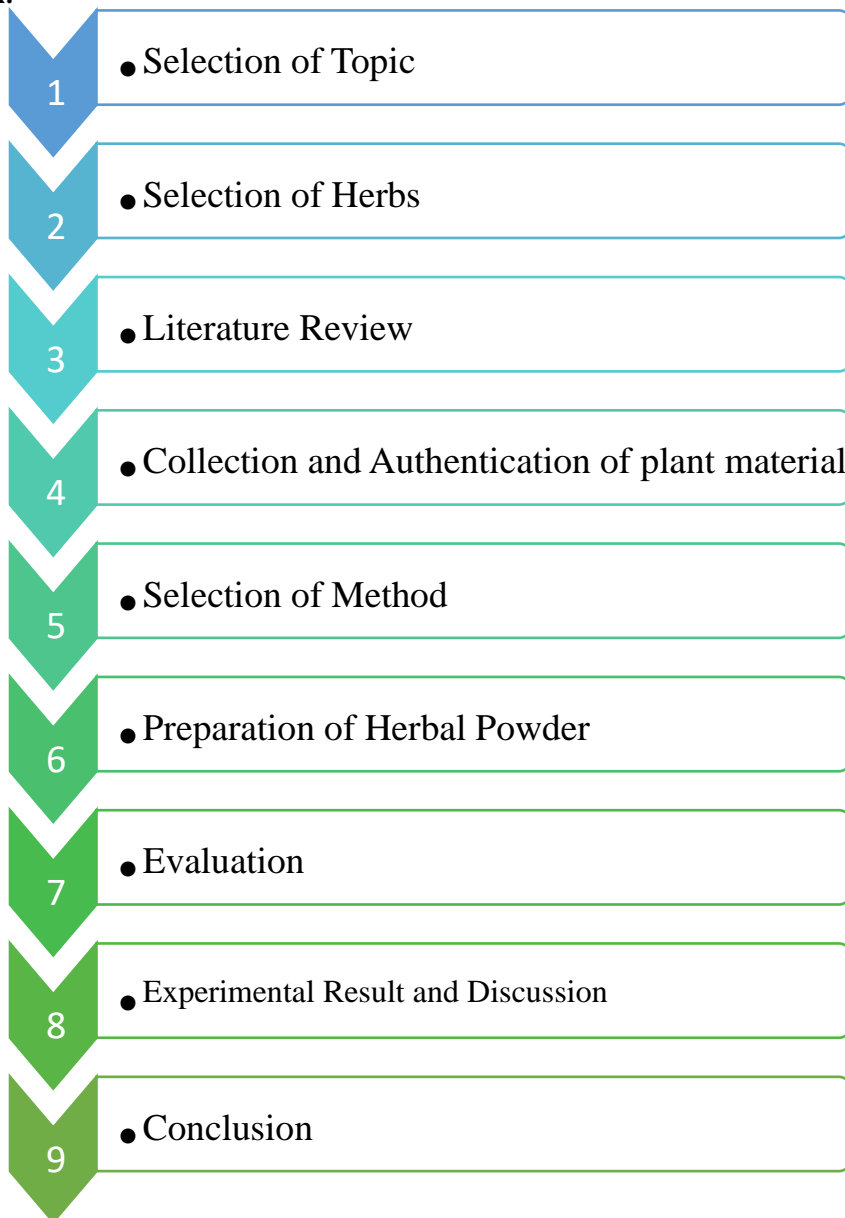 1
• Selection of Topic
2
• Selection of Herbs
3
• Literature Review
4
• Collection and Authentication of plant material
5
• Selection of Method
6
• Preparation of Herbal Powder
7
• Evaluation
8
• Experimental Result and Discussion
9
• Conclusion